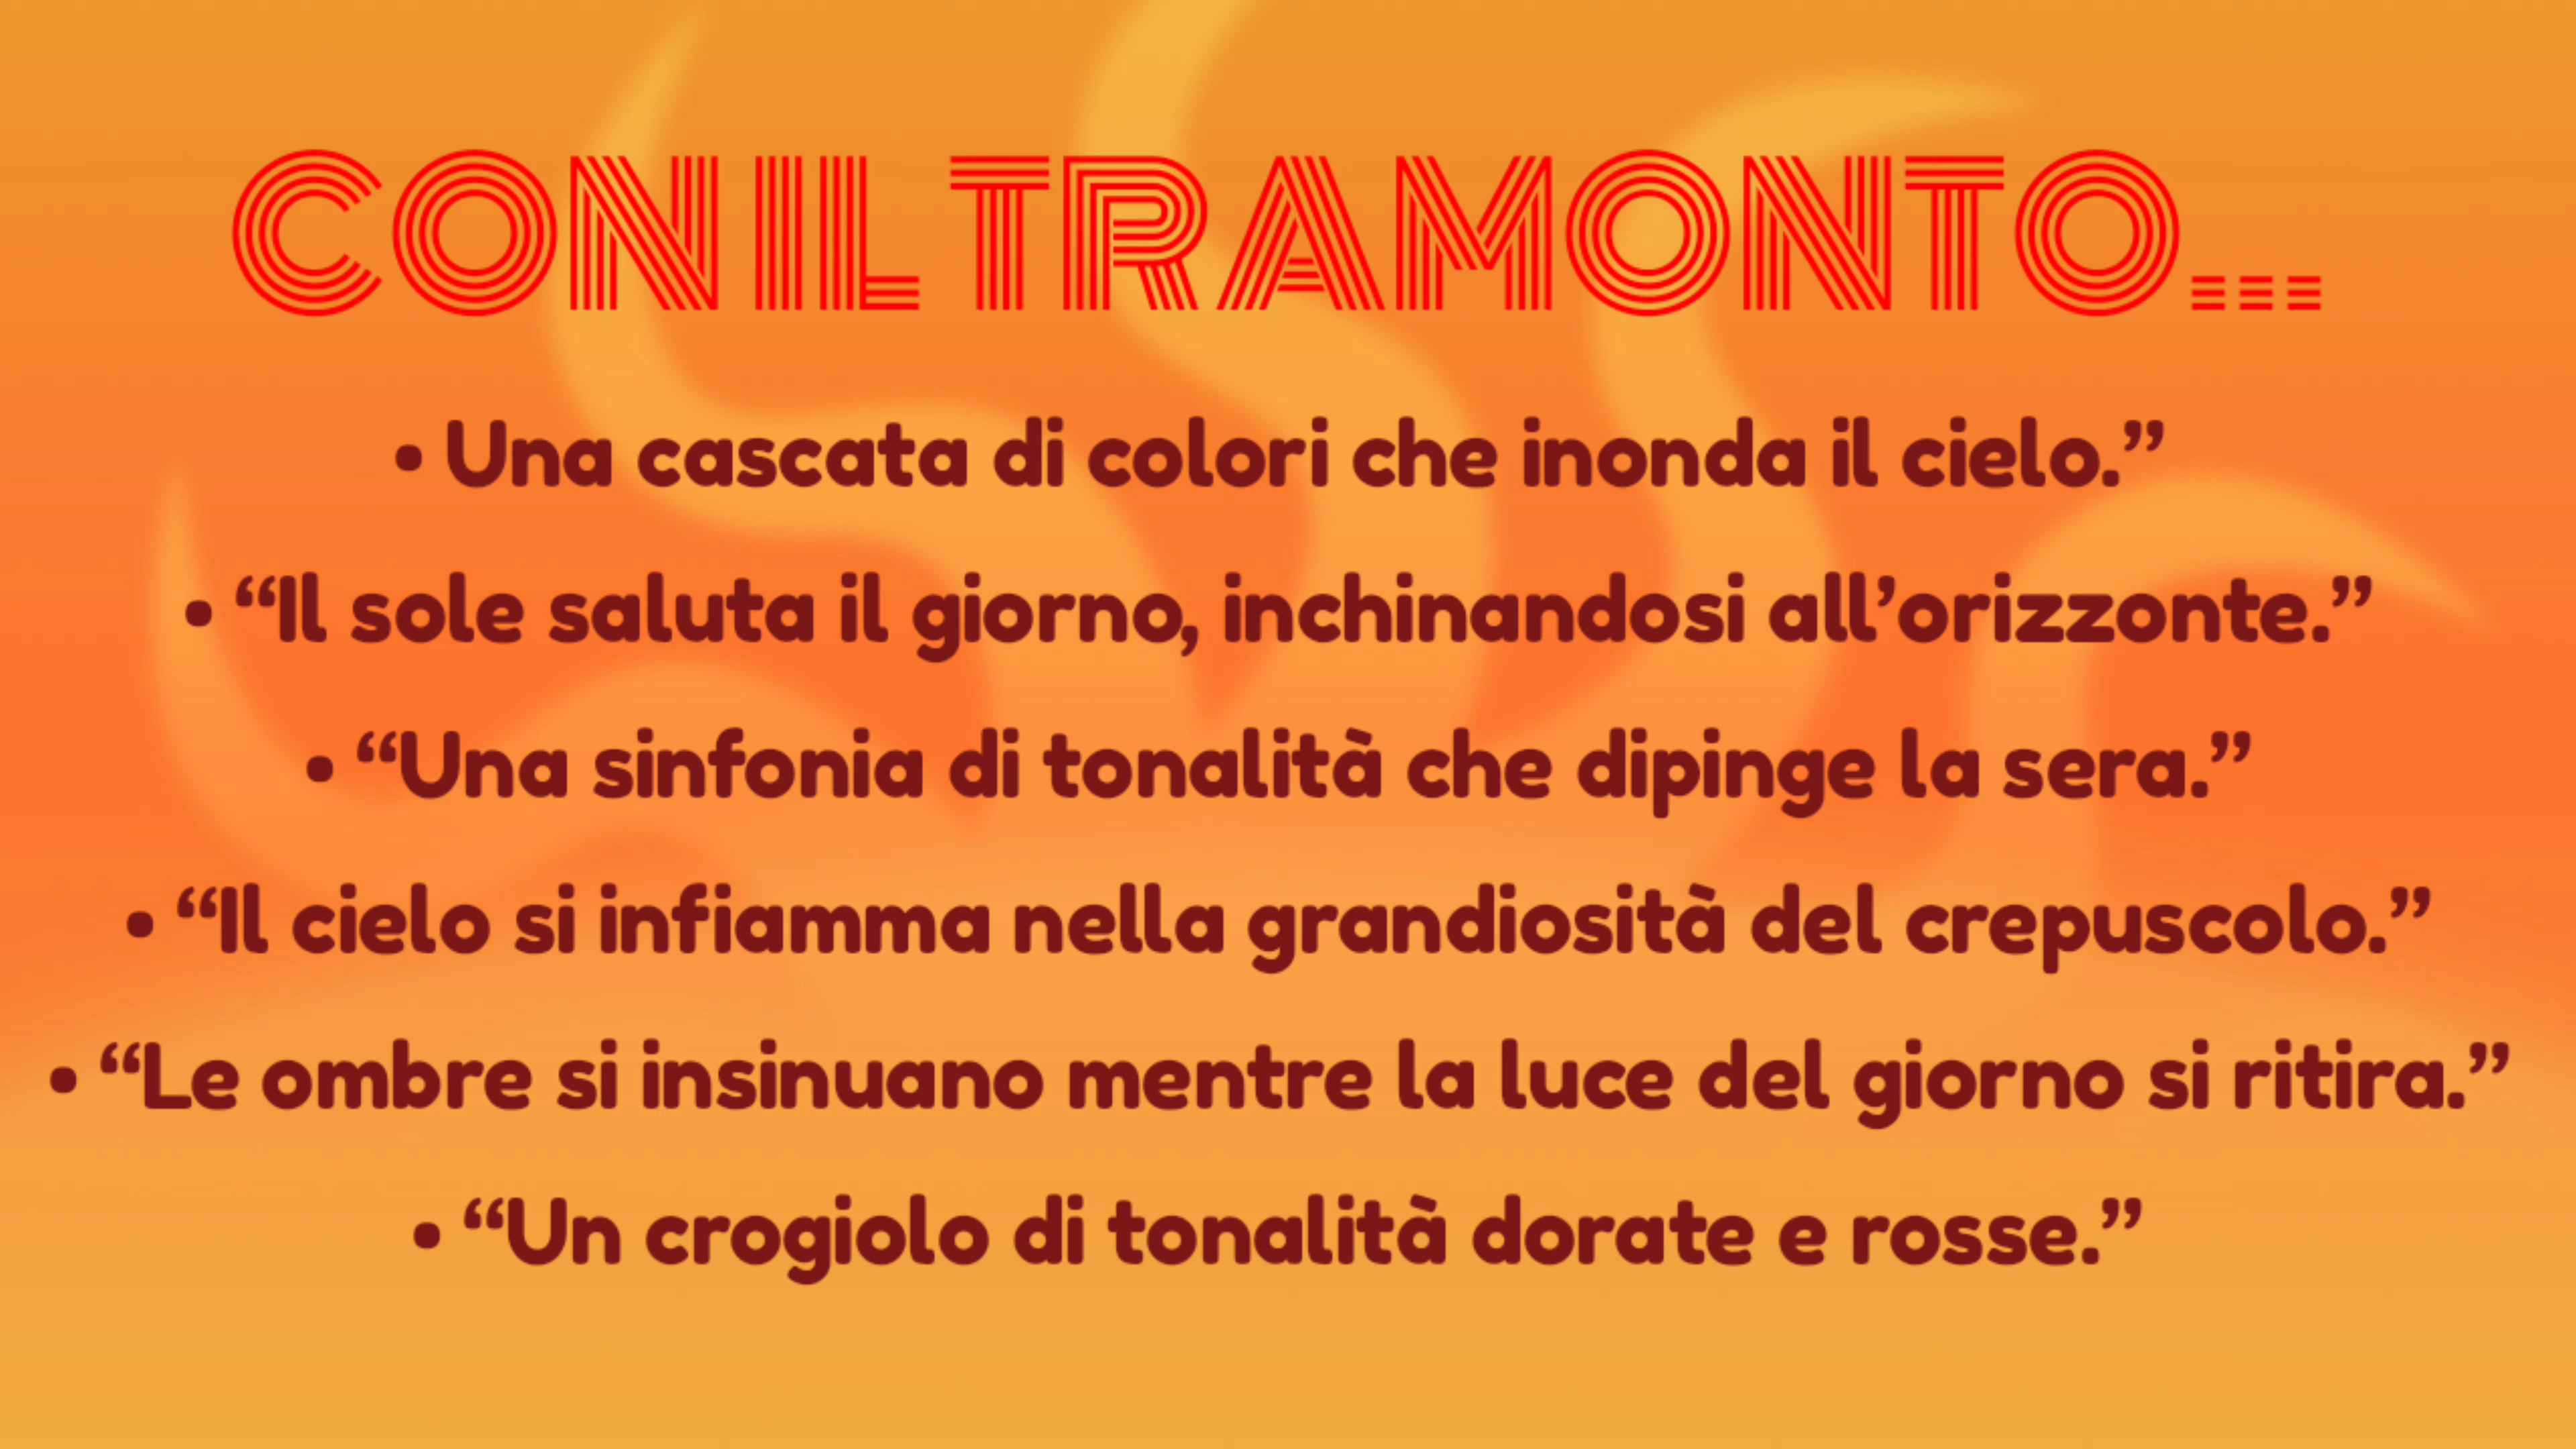 CON IL TRAMONTO...
• Una cascata di colori che inonda il cielo.”
• “Il sole saluta il giorno, inchinandosi all’orizzonte.”
• “Una sinfonia di tonalità che dipinge la sera.”
• “Il cielo si infiamma nella grandiosità del crepuscolo.”
• “Le ombre si insinuano mentre la luce del giorno si ritira.”
• “Un crogiolo di tonalità dorate e rosse.”